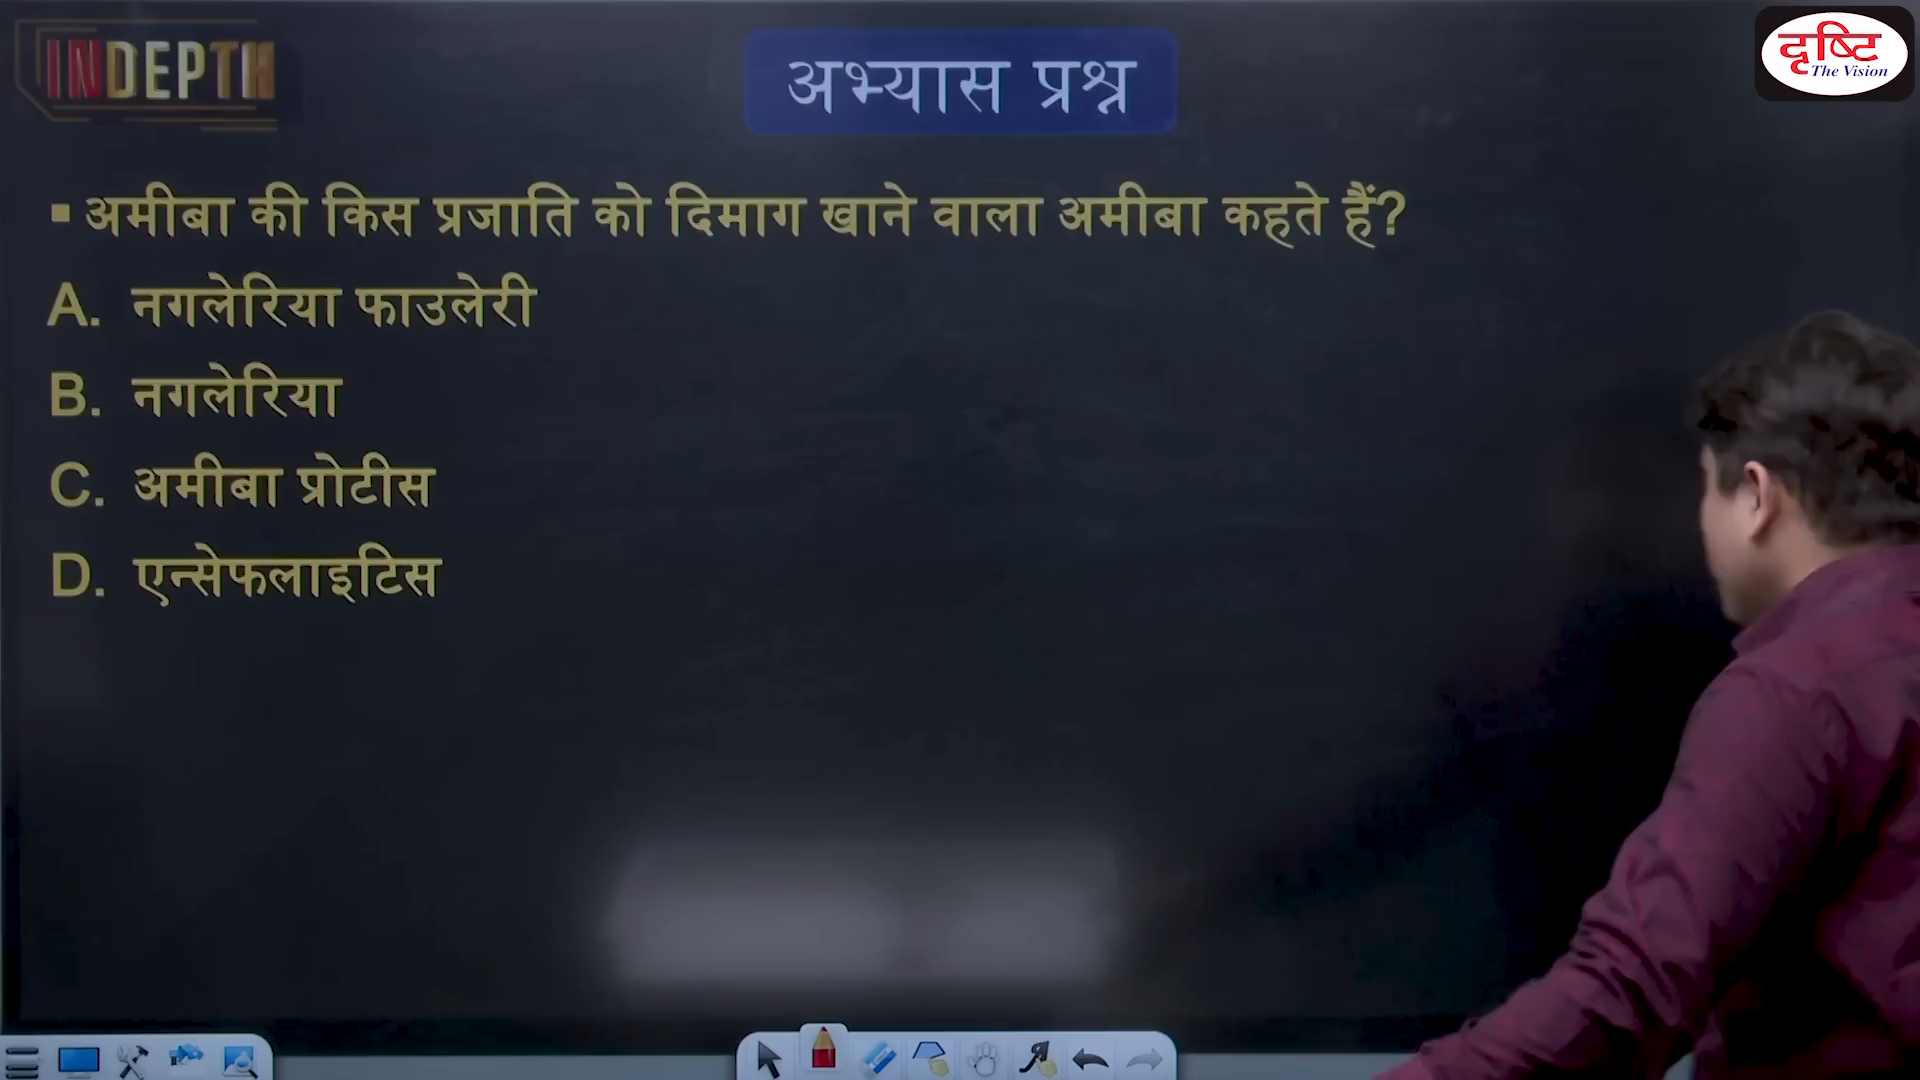 INDEPTH
अभ्यास प्रश्न
दृष्टि
The Vision
▪ अमीबा की किस प्रजाति को दिमाग खाने वाला अमीबा कहते हैं?
A. नगलेरिया फाउलेरी
B. नगलेरिया
C. अमीबा प्रोटीस
D. एन्सेफलाइटिस